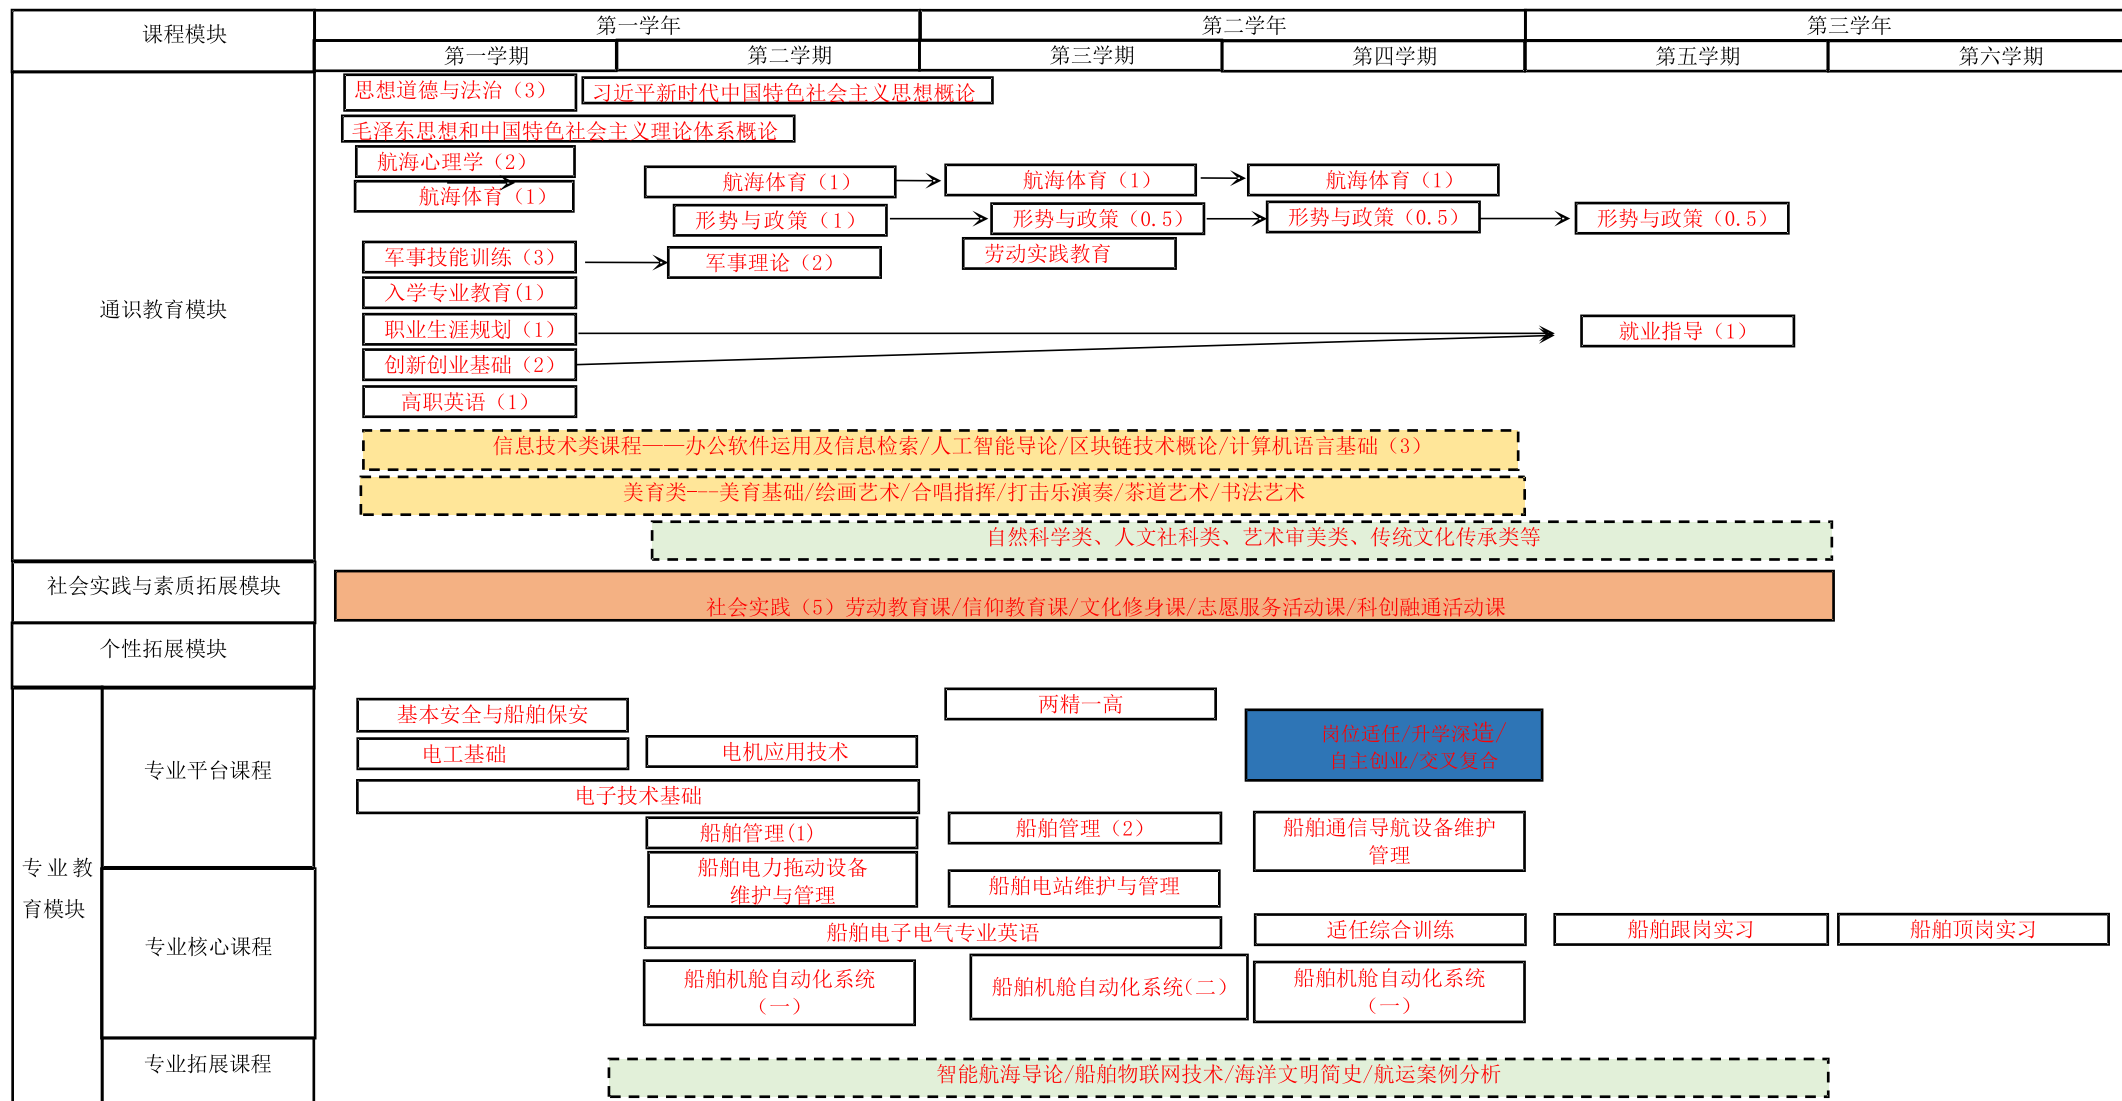 课程模块
第一学年
第二学年
第三学年
第一学期
第二学期
第三学期
第四学期
第五学期
第六学期
通识教育模块
思想道德与法治（3）
习近平新时代中国特色社会主义思想概论
毛泽东思想和中国特色社会主义理论体系概论
航海心理学（2）
航海体育（1）
航海体育（1）
航海体育（1）
航海体育（1）
形势与政策（1）
形势与政策（0.5）
形势与政策（0.5）
形势与政策（0.5）
劳动实践教育
军事技能训练（3）
军事理论（2）
入学专业教育(1)
职业生涯规划（1）
就业指导（1）
创新创业基础（2）
高职英语（1）
信息技术类课程——办公软件运用及信息检索/人工智能导论/区块链技术概论/计算机语言基础（3）
美育类---美育基础/绘画艺术/合唱指挥/打击乐演奏/茶道艺术/书法艺术
自然科学类、人文社科类、艺术审美类、传统文化传承类等
社会实践与素质拓展模块
社会实践（5）劳动教育课/信仰教育课/文化修身课/志愿服务活动课/科创融通活动课
个性拓展模块
专业教
育模块
专业平台课程
基本安全与船舶保安
两精一高
岗位适任/升学深造/
自主创业/交叉复合
电工基础
电机应用技术
电子技术基础
船舶管理(1)
船舶管理（2）
船舶通信导航设备维护
管理
专业核心课程
船舶电力拖动设备
维护与管理
船舶电站维护与管理
船舶电子电气专业英语
适任综合训练
船舶跟岗实习
船舶顶岗实习
船舶机舱自动化系统
（一）
船舶机舱自动化系统(二）
船舶机舱自动化系统
（一）
专业拓展课程
智能航海导论/船舶物联网技术/海洋文明简史/航运案例分析